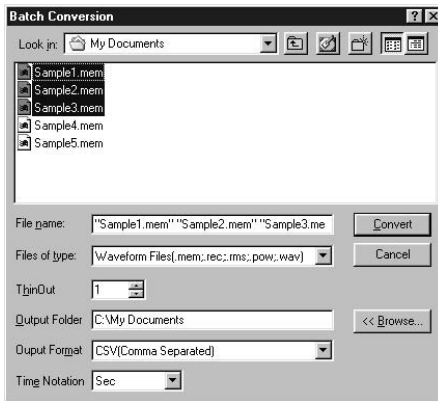 Batch Conversion
Look in: My Documents
Sample1.mem
Sample2.mem
Sample3.mem
Sample4.mem
Sample5.mem
File name: "Sample1.mem" "Sample2.mem" "Sample3.me Convert
Files of type: Waveform Files(.mem;.rec;.rms;.pow;.wav) Cancel
ThinOut 1
Output Folder C:\My Documents << Browse...
Ouput Format CSV(Comma Separated)
Time Notation Sec